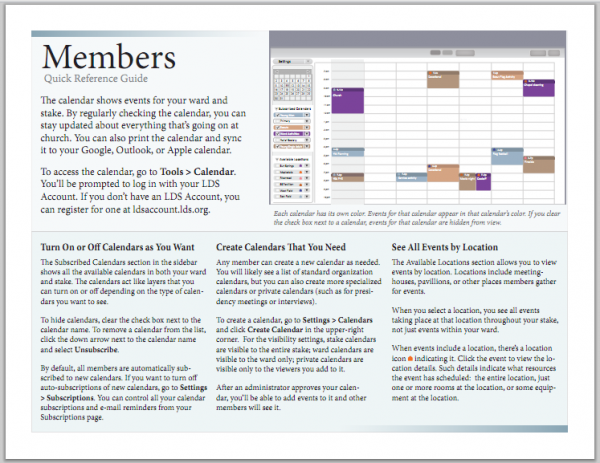 Members
Quick Reference Guide
The calendar shows events for your ward and
stake. By regularly checking the calendar, you can
stay updated about everything that's going on at
church. You can also print the calendar and sync
it to your Google, Outlook, or Apple calendar.
To access the calendar, go to Tools > Calendar.
You'll be prompted to log in with your LDS
Account. If you don't have an LDS Account, you
can register for one at ldsaccount.lds.org.
Settings
Each calendar has its own color. Events for that calendar appear in that calendar's color. If you clear
the check box next to a calendar, events for that calendar are hidden from view.
Turn On or Off Calendars as You Want
The Subscribed Calendars section in the sidebar
shows all the available calendars in both your ward
and stake. The calendars act like layers that you
can turn on or off depending on the type of calen-
dars you want to see.
To hide calendars, clear the check box next to the
calendar name. To remove a calendar from the list,
click the down arrow next to the calendar name
and select Unsubscribe.
By default, all members are automatically sub-
scribed to new calendars. If you want to turn off
auto-subscriptions of new calendars, go to Settings
> Subscriptions. You can control all your calendar
subscriptions and e-mail reminders from your
Subscriptions page.
Create Calendars That You Need
Any member can create a new calendar as needed.
You will likely see a list of standard organization
calendars, but you can also create more specialized
calendars or private calendars (such as for presi-
dency meetings or interviews).
To create a calendar, go to Settings > Calendars
and click Create Calendar in the upper-right
corner. For the visibility settings, stake calendars
are visible to the entire stake; ward calendars are
visible to the ward only; private calendars are
visible only to the viewers you add to it.
After an administrator approves your calen-
dar, you'll be able to add events to it and other
members will see it.
See All Events by Location
The Available Locations section allows you to view
events by location. Locations include meeting-
houses, pavilions, or other places members gather
for events.
When you select a location, you see all events
taking place at that location throughout your stake,
not just events within your ward.
When events include a location, there's a location
icon indicating it. Click the event to view the lo-
cation details. Such details indicate what resources
the event has scheduled: the entire location, just
one or more rooms at the location, or some equip-
ment at the location.